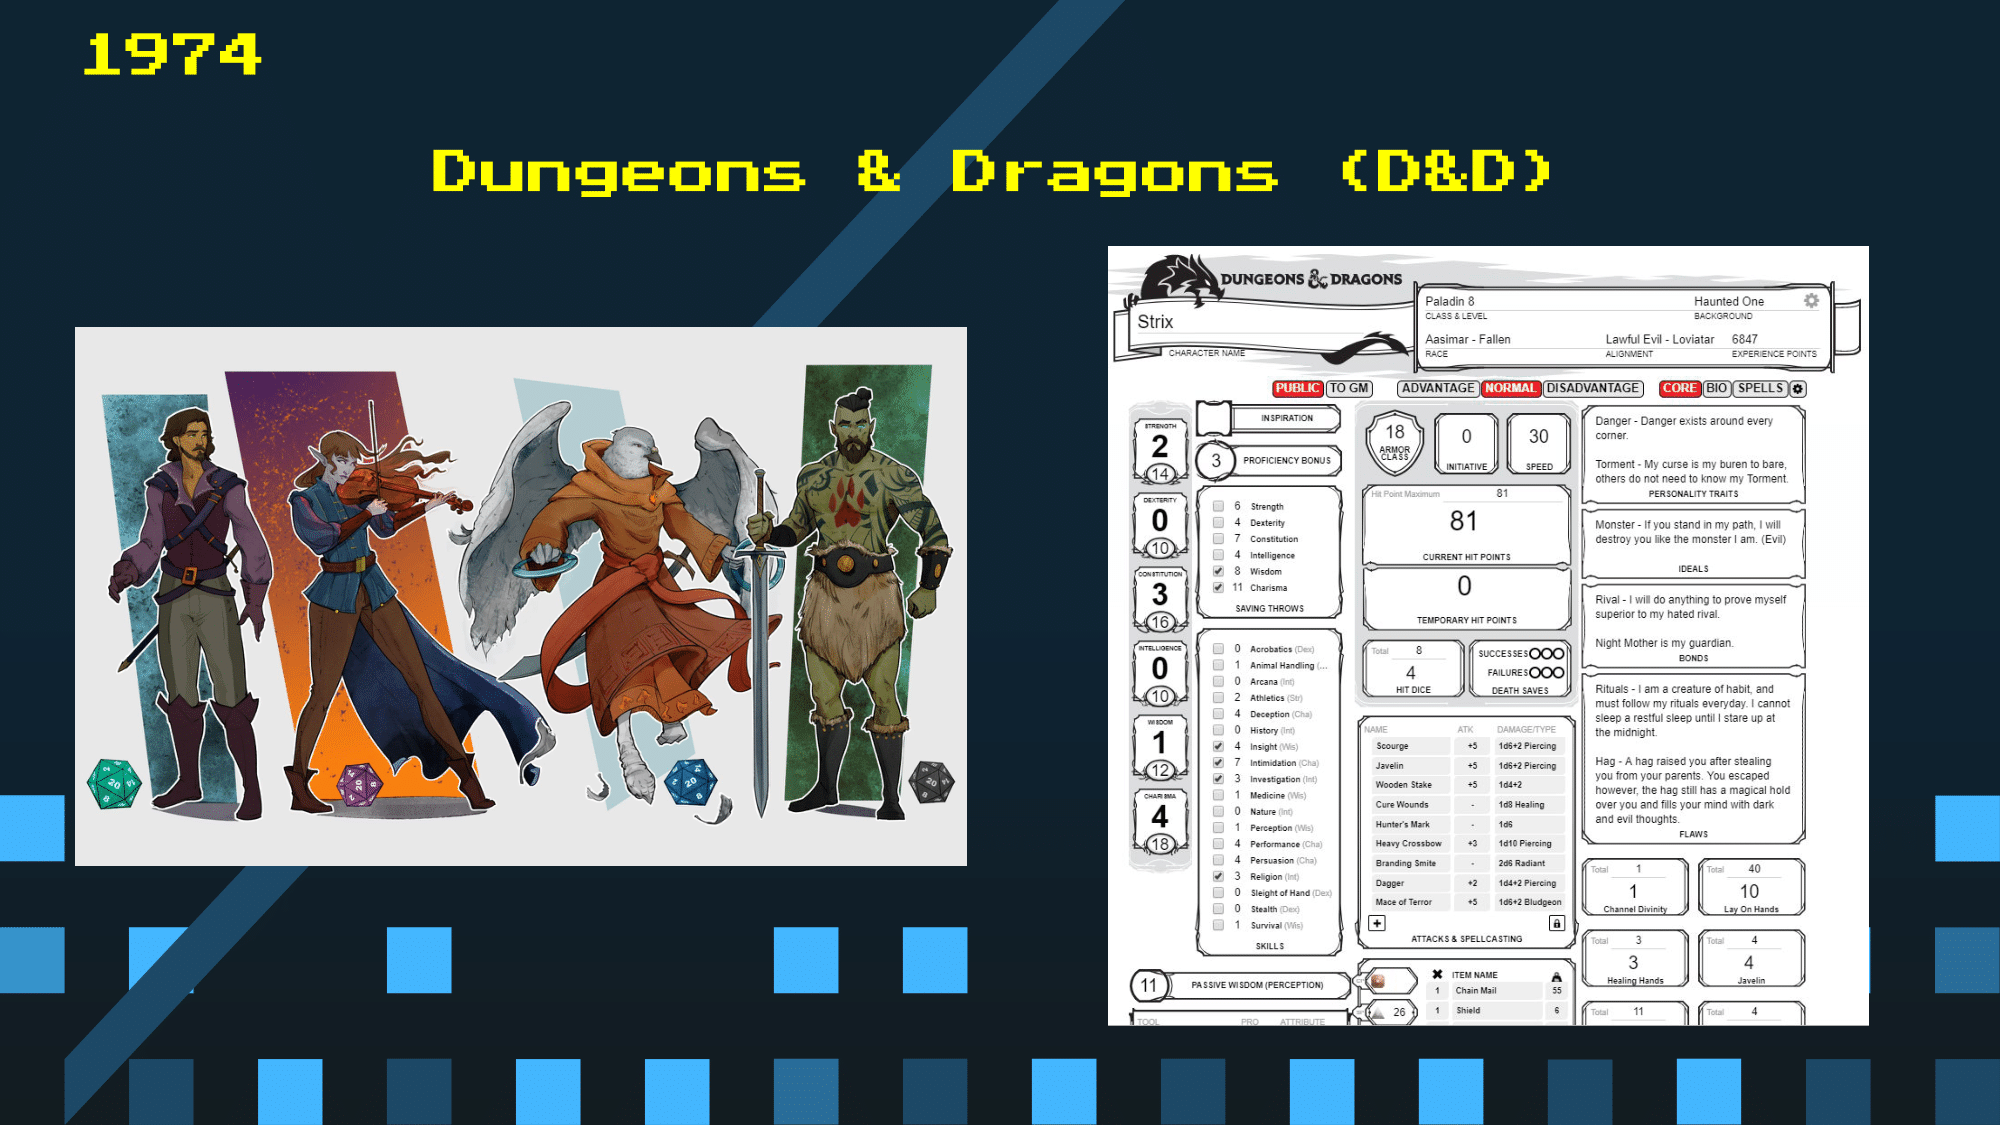 1974
Dungeons & Dragons (D&D)
DUNGEONS & DRAGONS
Strix
CHARACTER NAME
Paladin 8
CLASS & LEVEL
Haunted One
BACKGROUND
Aasimar - Fallen
RACE
Lawful Evil - Loviatar
ALIGNMENT
6847
EXPERIENCE POINTS
PUBLIC TO GM ADVANTAGE NORMAL DISADVANTAGE CORE BIO SPELLS
STRENGTH
2
14
DEXTERITY
0
10
CONSTITUTION
3
16
INTELLIGENCE
0
10
WISDOM
1
12
CHARISMA
4
18
INSPIRATION
3 PROFICIENCY BONUS
6 Strength
4 Dexterity
7 Constitution
4 Intelligence
8 Wisdom
11 Charisma
SAVING THROWS
0 Acrobatics (Dex)
1 Animal Handling (...
0 Arcana (Int)
2 Athletics (Str)
4 Deception (Cha)
0 History (Int)
4 Insight (Wis)
7 Intimidation (Cha)
3 Investigation (Int)
1 Medicine (Wis)
0 Nature (Int)
1 Perception (Wis)
4 Performance (Cha)
4 Persuasion (Cha)
3 Religion (Int)
0 Sleight of Hand (Dex)
0 Stealth (Dex)
1 Survival (Wis)
SKILLS
11 PASSIVE WISDOM (PERCEPTION)
TOOL PRO ATTRIBUTE
18
ARMOR
CLASS
0
INITIATIVE
30
SPEED
Hit Point Maximum 81
81
CURRENT HIT POINTS
0
TEMPORARY HIT POINTS
Total 8
4
HIT DICE
SUCCESSES
FAILURES
DEATH SAVES
NAME ATK DAMAGE/TYPE
Scourge +5 1d6+2 Piercing
Javelin +5 1d6+2 Piercing
Wooden Stake +5 1d4+2
Cure Wounds - 1d8 Healing
Hunter's Mark - 1d6
Heavy Crossbow +3 1d10 Piercing
Branding Smite - 2d6 Radiant
Dagger +2 1d4+2 Piercing
Mace of Terror +5 1d6+2 Bludgeon
ATTACKS & SPELLCASTING
ITEM NAME
1 Chain Mail 55
26 1 Shield 6
Danger - Danger exists around every
corner.
Torment - My curse is my buren to bare,
others do not need to know my Torment.
PERSONALITY TRAITS
Monster - If you stand in my path, I will
destroy you like the monster I am. (Evil)
IDEALS
Rival - I will do anything to prove myself
superior to my hated rival.
Night Mother is my guardian.
BONDS
Rituals - I am a creature of habit, and
must follow my rituals everyday. I cannot
sleep a restful sleep until I stare up at
the midnight.
Hag - A hag raised you after stealing
you from your parents. You escaped
however, the hag still has a magical hold
over you and fills your mind with dark
and evil thoughts.
FLAWS
Total 1
1
Channel Divinity
Total 40
10
Lay On Hands
Total 3
3
Healing Hands
Total 4
4
Javelin
Total 11
Total 4
20
20
20